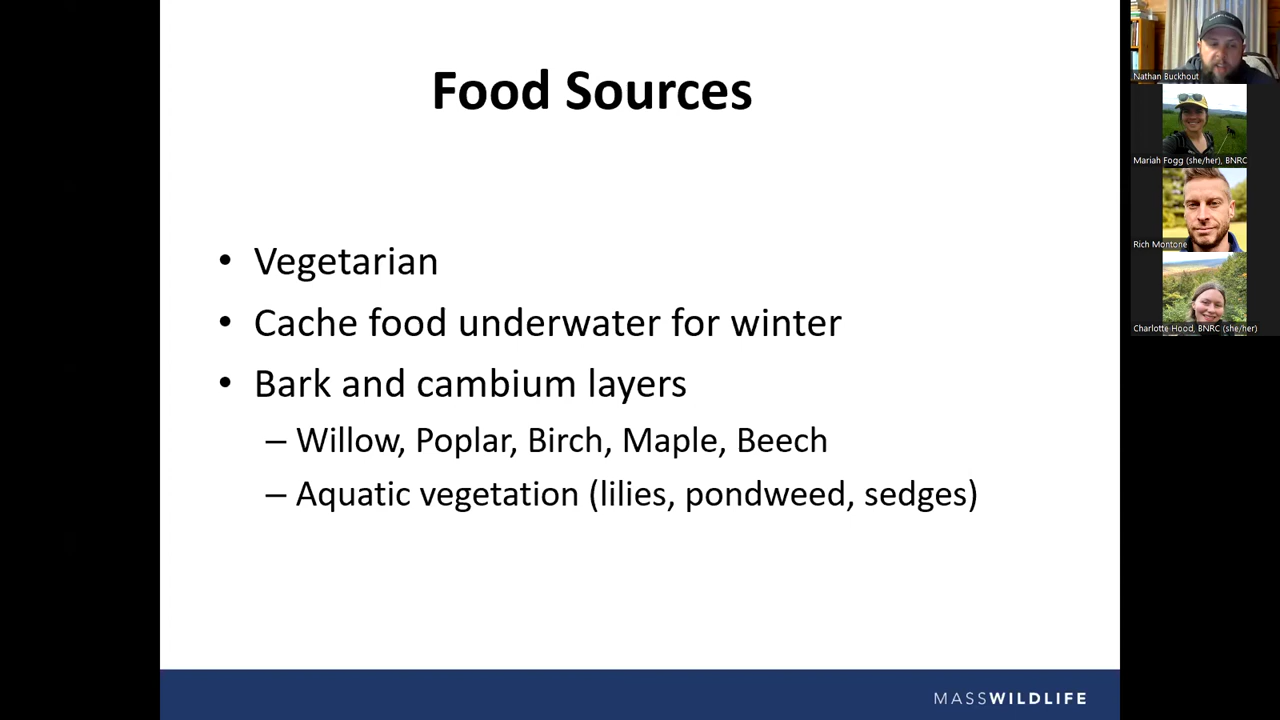 Food Sources
• Vegetarian
• Cache food underwater for winter
• Bark and cambium layers
– Willow, Poplar, Birch, Maple, Beech
– Aquatic vegetation (lilies, pondweed, sedges)
MASSWILDLIFE
Nathan Buckhout
Mariah Fogg (she/her), BNRC
Rich Montone
Charlotte Hood, BNRC (she/her)